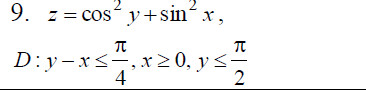 9. z = cos² y + sin² x,
D: y − x ≤ π/4, x ≥ 0, y ≤ π/2